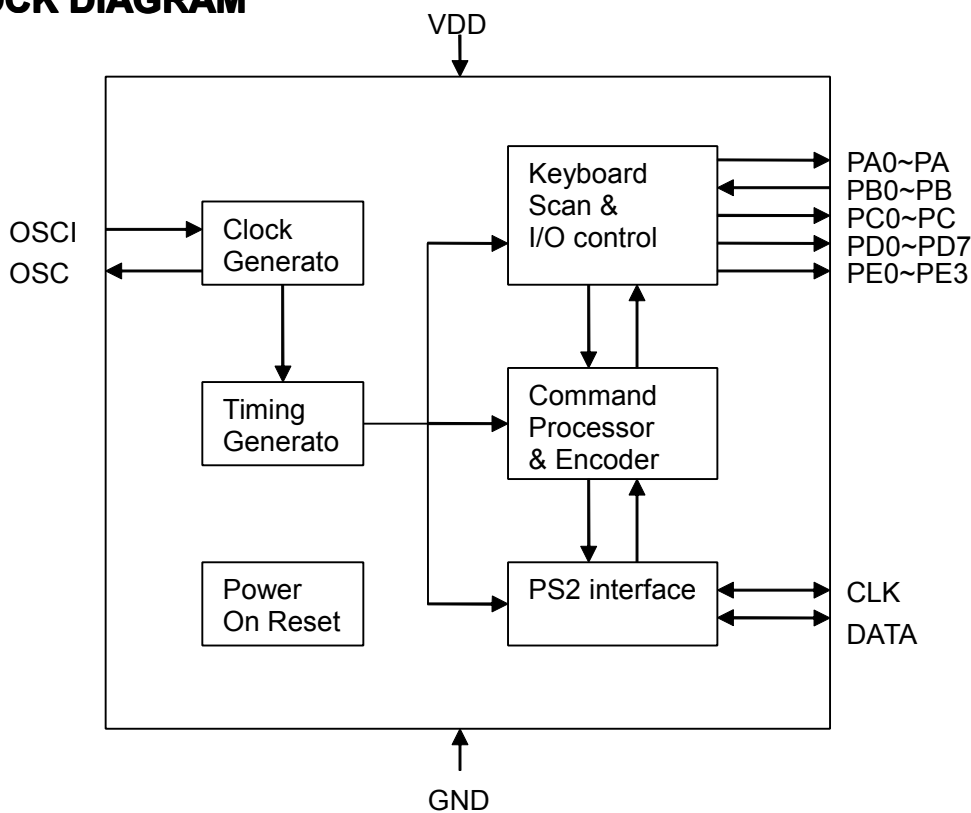 OCK DIAGRAM
VDD
OSCI
OSC
Clock
Generato
Timing
Generato
Power
On Reset
Keyboard
Scan &
I/O control
Command
Processor
& Encoder
PS2 interface
PA0~PA
PB0~PB
PC0~PC
PD0~PD7
PE0~PE3
CLK
DATA
GND